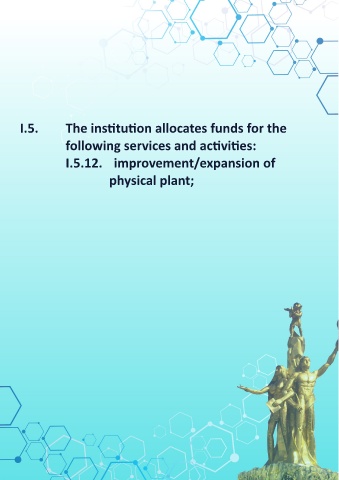 I.5. The institution allocates funds for the
following services and activities:
I.5.12. improvement/expansion of
physical plant;